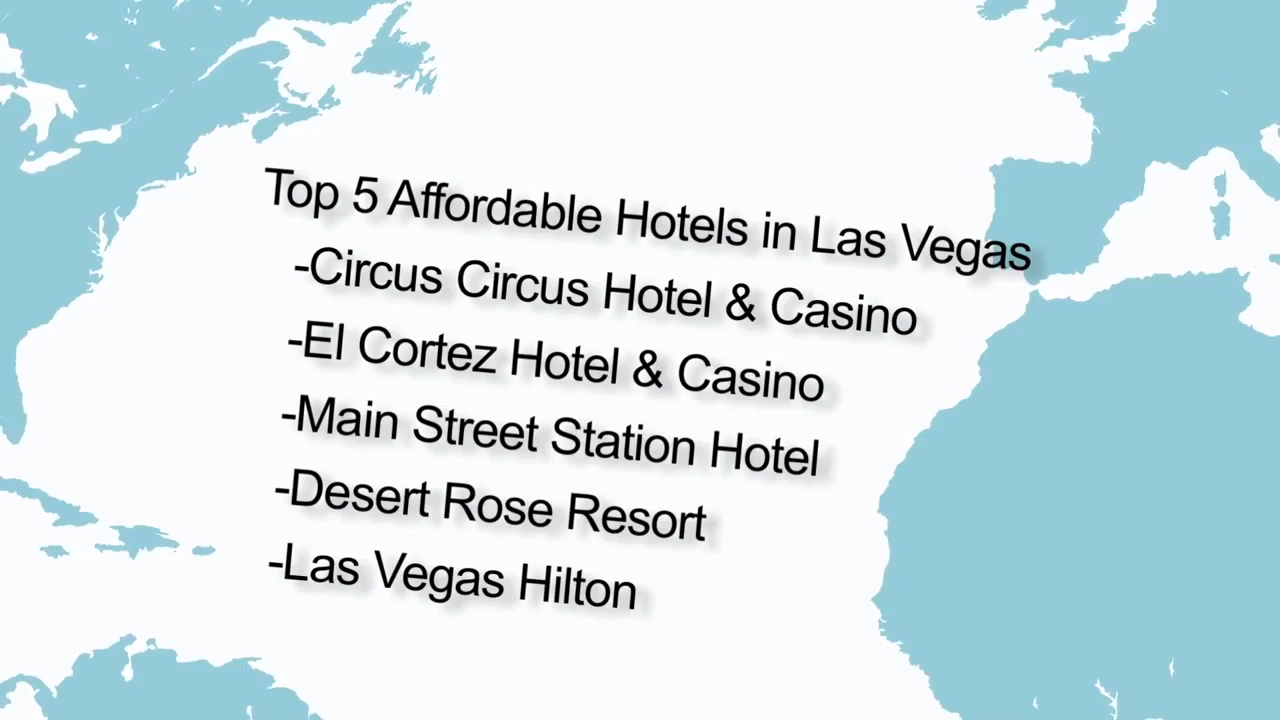 Top 5 Affordable Hotels in Las Vegas
-Circus Circus Hotel & Casino
-El Cortez Hotel & Casino
-Main Street Station Hotel
-Desert Rose Resort
-Las Vegas Hilton